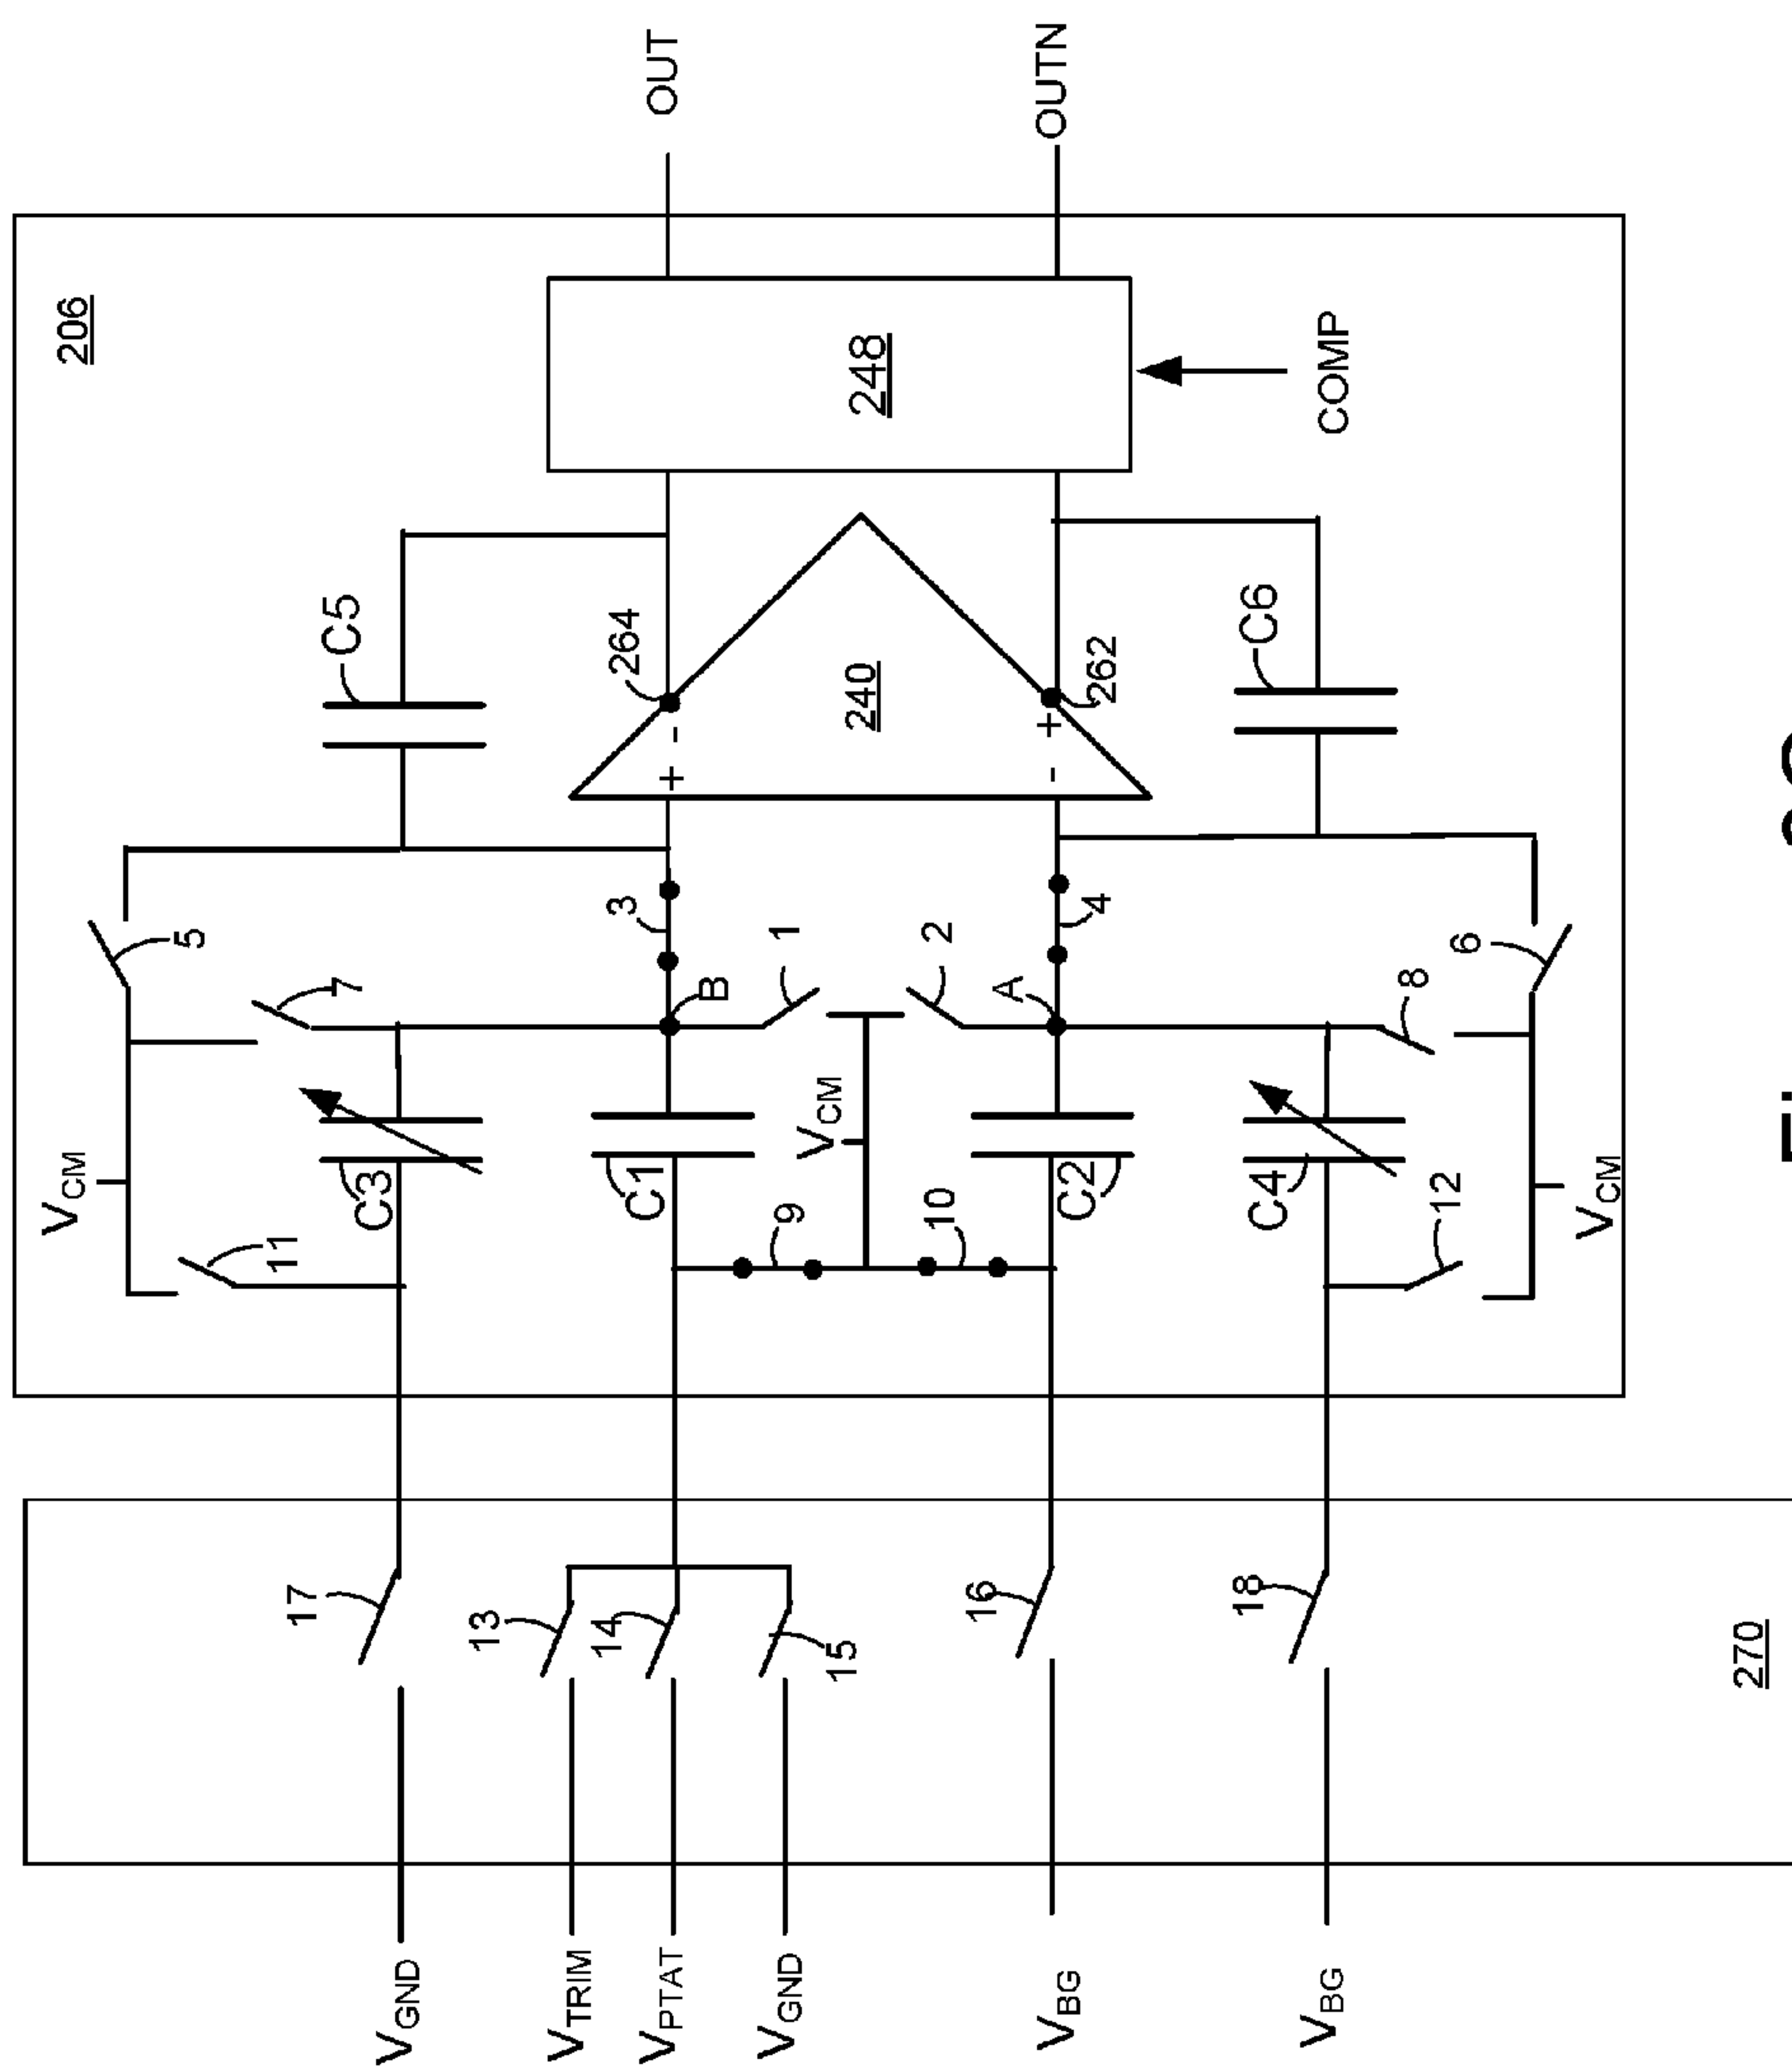 206
OUT
OUTN
248
COMP
C5
C6
264
262
240
+
-
-
+
5
7
3
B
1
2
A
4
6
8
VCM
11
C3
C1
VCM
9
10
C2
C4
12
VCM
17
13
14
15
16
18
270
VGND
VTRIM
VPTAT
VGND
VBG
VBG